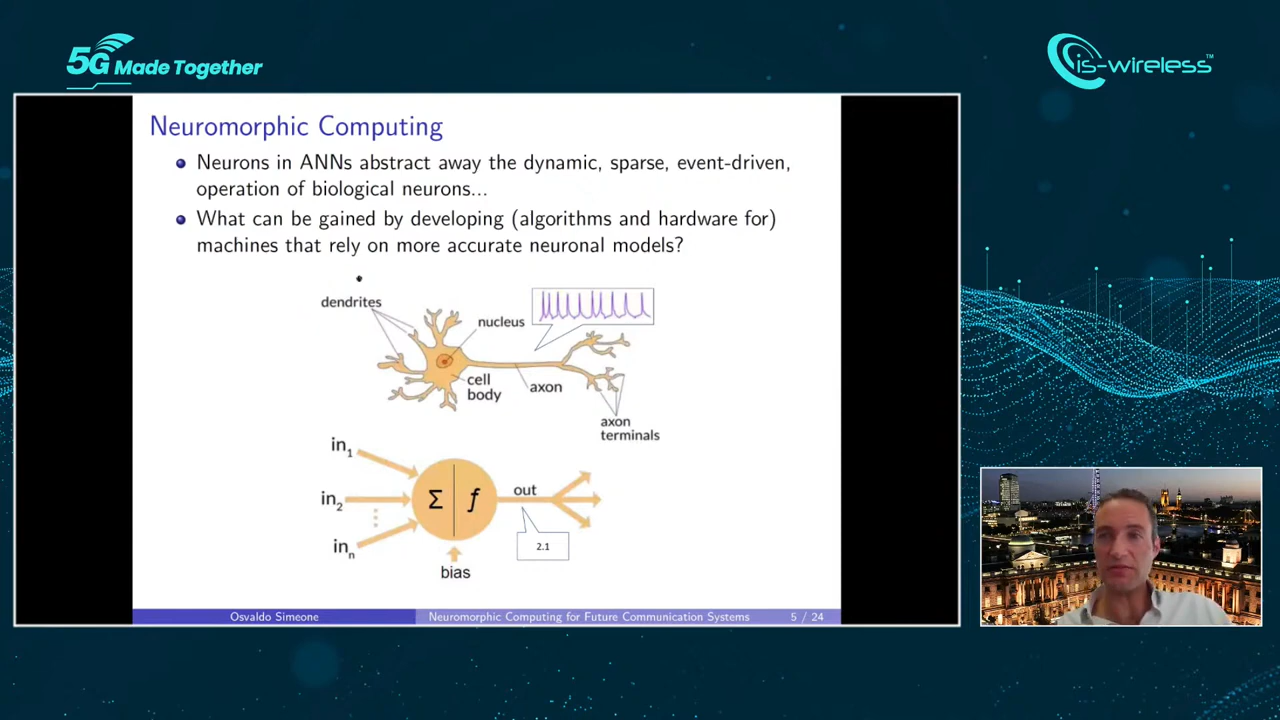 5G Made Together
is-wireless™
Neuromorphic Computing
Neurons in ANNs abstract away the dynamic, sparse, event-driven,
operation of biological neurons...
What can be gained by developing (algorithms and hardware for)
machines that rely on more accurate neuronal models?
dendrites
nucleus
cell
body
axon
axon
terminals
in1
in2
inn
Σ
f
out
2.1
bias
Osvaldo Simeone
Neuromorphic Computing for Future Communication Systems
5 / 24